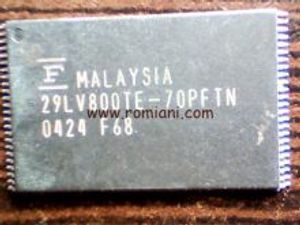 F MALAYSIA
29LV800TE-70PFTN
www.romiani.com
0424 F68